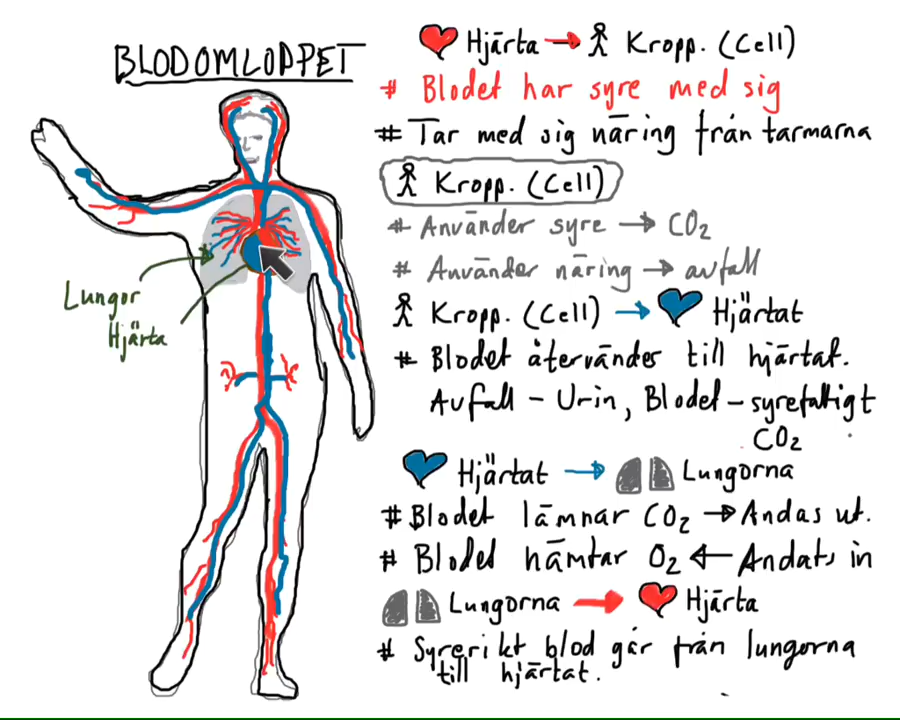 BLODOMLOPPET
Lungor
Hjärta
Hjärta → Kropp. (Cell)
# Blodet har syre med sig
# Tar med sig näring från tarmarna
Kropp. (Cell)
# Använder syre → CO₂
# Använder näring → avfall
Kropp. (Cell) → Hjärtat
# Blodet återvänder till hjärtat.
Avfall – Urin, Blodet – syrefattigt
CO₂
Hjärtat → Lungorna
# Blodet lämnar CO₂ → Andas ut.
# Blodet hämtar O₂ ← Andats in
Lungorna → Hjärta
# Syrerikt blod går från lungorna
till hjärtat.